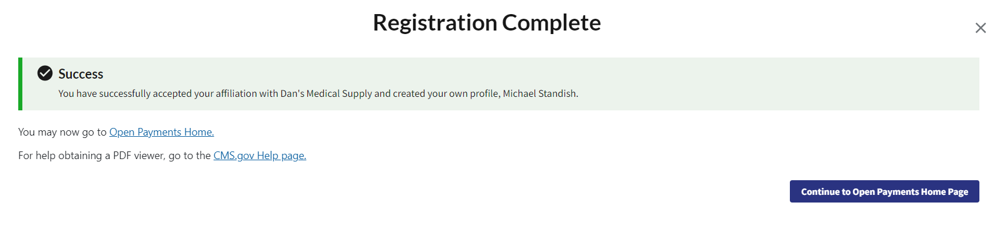 Registration Complete
Success
You have successfully accepted your affiliation with Dan's Medical Supply and created your own profile, Michael Standish.
You may now go to Open Payments Home.
For help obtaining a PDF viewer, go to the CMS.gov Help page.
Continue to Open Payments Home Page